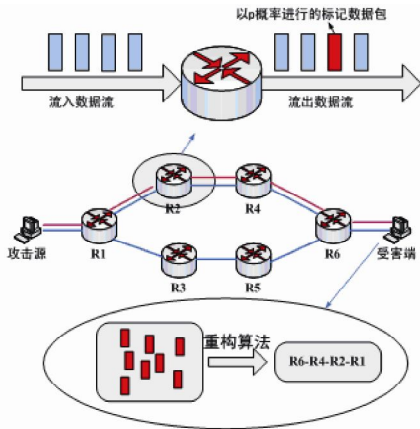 以p概率进行的标记数据包
流入数据流
流出数据流
R2
R4
攻击源
R1
R6
受害端
R3
R5
重构算法
R6-R4-R2-R1